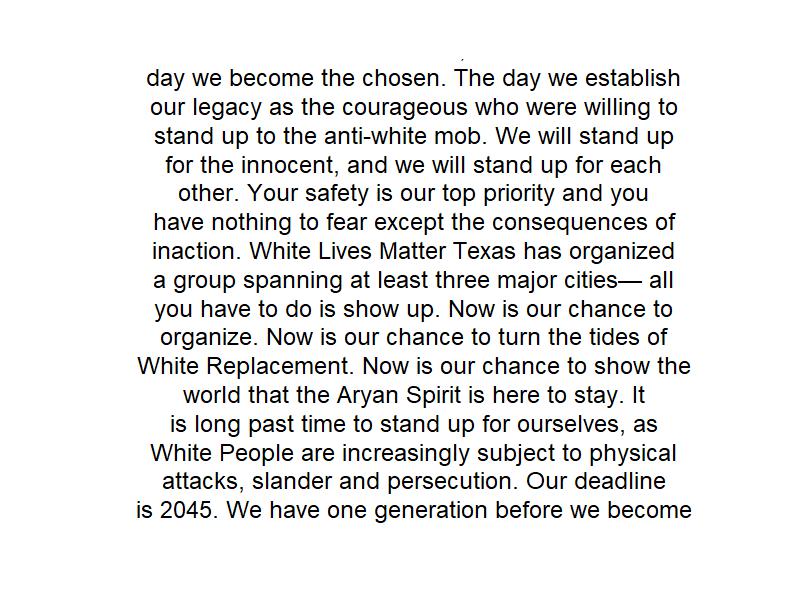 day we become the chosen. The day we establish
our legacy as the courageous who were willing to
stand up to the anti-white mob. We will stand up
for the innocent, and we will stand up for each
other. Your safety is our top priority and you
have nothing to fear except the consequences of
inaction. White Lives Matter Texas has organized
a group spanning at least three major cities— all
you have to do is show up. Now is our chance to
organize. Now is our chance to turn the tides of
White Replacement. Now is our chance to show the
world that the Aryan Spirit is here to stay. It
is long past time to stand up for ourselves, as
White People are increasingly subject to physical
attacks, slander and persecution. Our deadline
is 2045. We have one generation before we become